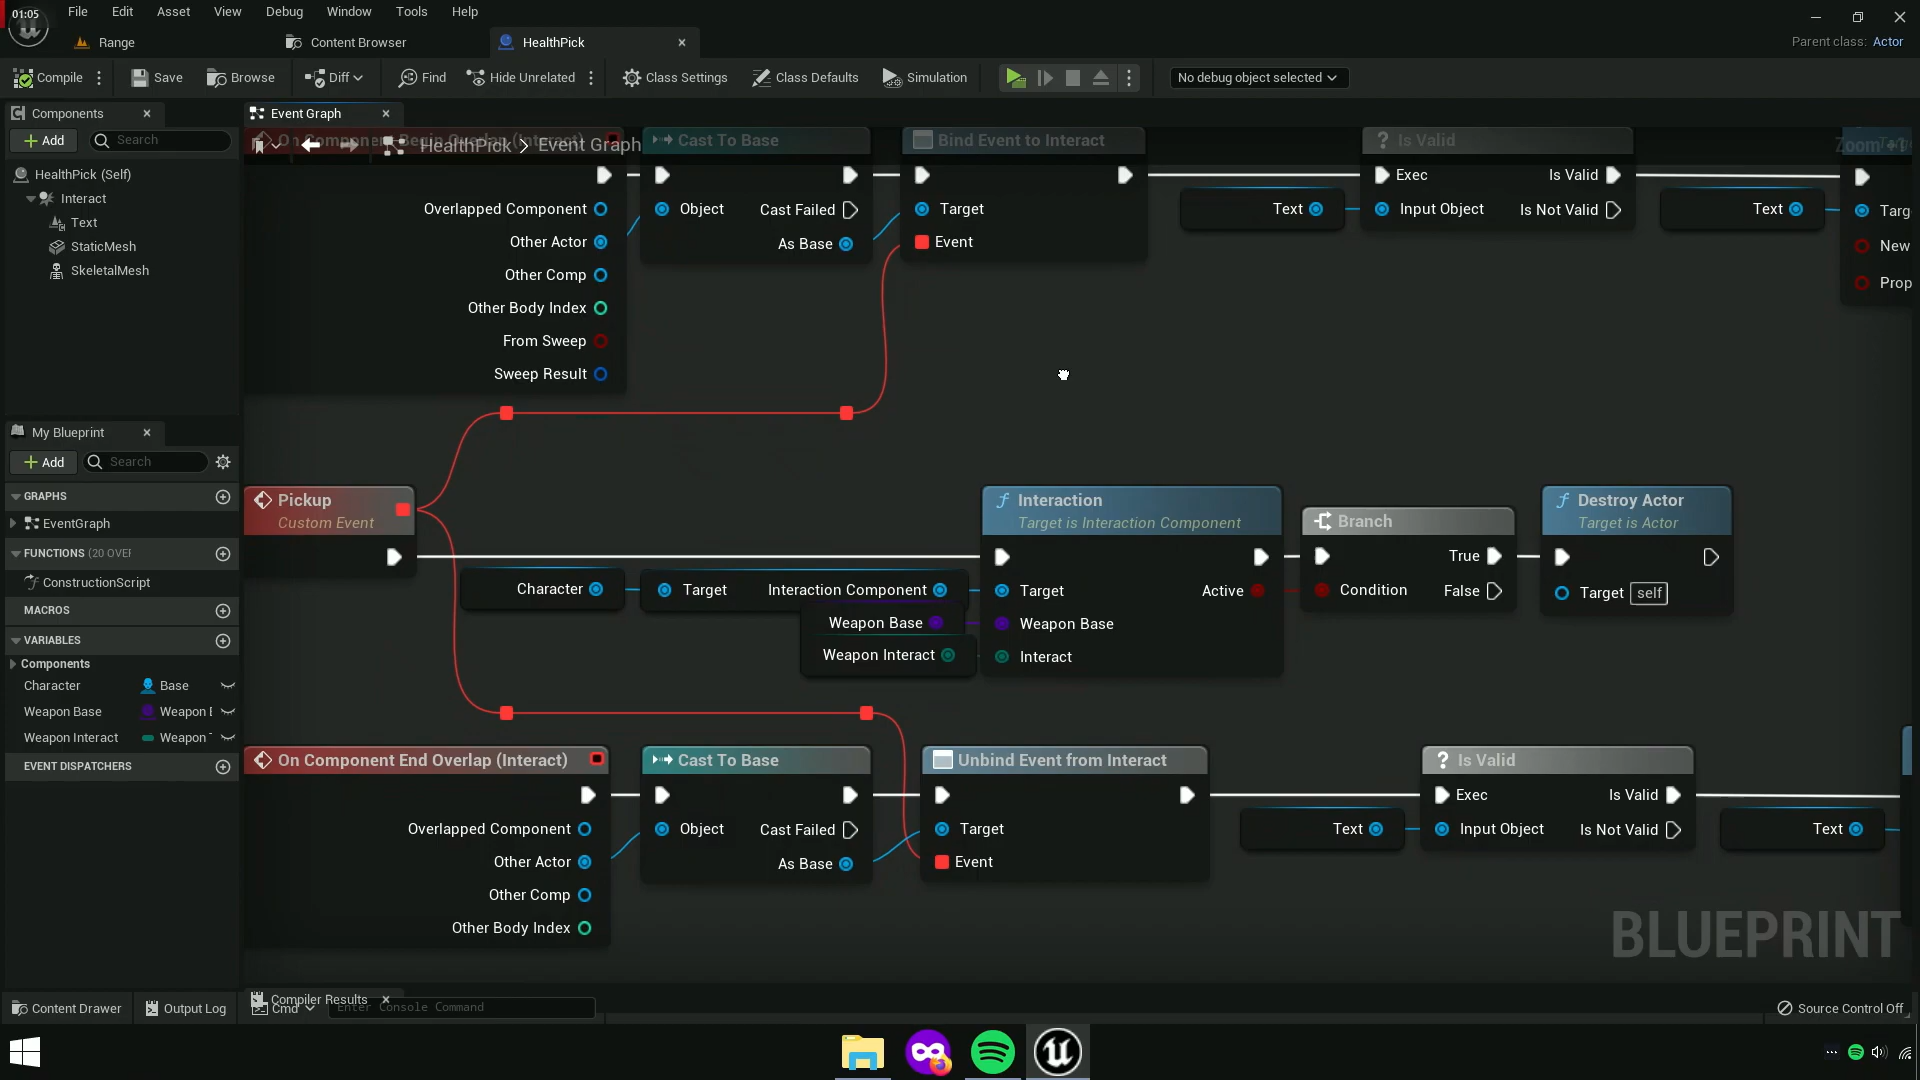 01:05
File Edit Asset View Debug Window Tools Help
Range
Content Browser
HealthPick
Parent class: Actor
Compile
Save
Browse
Diff
Find
Hide Unrelated
Class Settings
Class Defaults
Simulation
No debug object selected
Components
Event Graph
Add
Search
HealthPick > Event Graph
HealthPick (Self)
Interact
Text
StaticMesh
SkeletalMesh
On Component Begin Overlap (Interact)
Overlapped Component
Other Actor
Other Comp
Other Body Index
From Sweep
Sweep Result
Cast To Base
Object
Cast Failed
As Base
Bind Event to Interact
Target
Event
Text
Is Valid
Exec
Is Valid
Input Object
Is Not Valid
Text
Targ
New
Prop
My Blueprint
Add
Search
GRAPHS
EventGraph
FUNCTIONS (20 OVER
ConstructionScript
MACROS
VARIABLES
Components
Character
Base
Weapon Base
Weapon
Weapon Interact
Weapon
EVENT DISPATCHERS
Pickup
Custom Event
Character
Target
Interaction Component
Weapon Base
Weapon Interact
Interaction
Target is Interaction Component
Target
Active
Weapon Base
Interact
Branch
True
Condition
False
Destroy Actor
Target is Actor
Target self
On Component End Overlap (Interact)
Overlapped Component
Other Actor
Other Comp
Other Body Index
Cast To Base
Object
Cast Failed
As Base
Unbind Event from Interact
Target
Event
Text
Is Valid
Exec
Is Valid
Input Object
Is Not Valid
Text
BLUEPRINT
Compiler Results
Content Drawer
Output Log
Cmd
Enter Console Command
Source Control Off